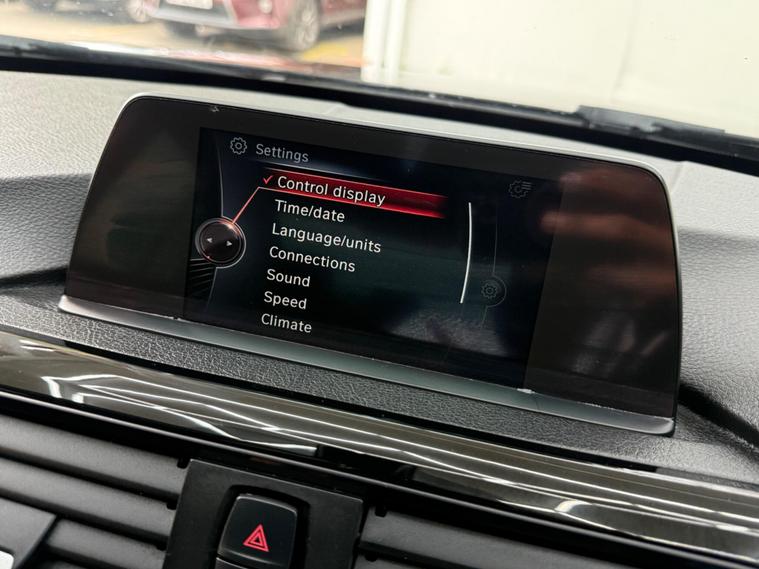 Settings
Control display
Time/date
Language/units
Connections
Sound
Speed
Climate